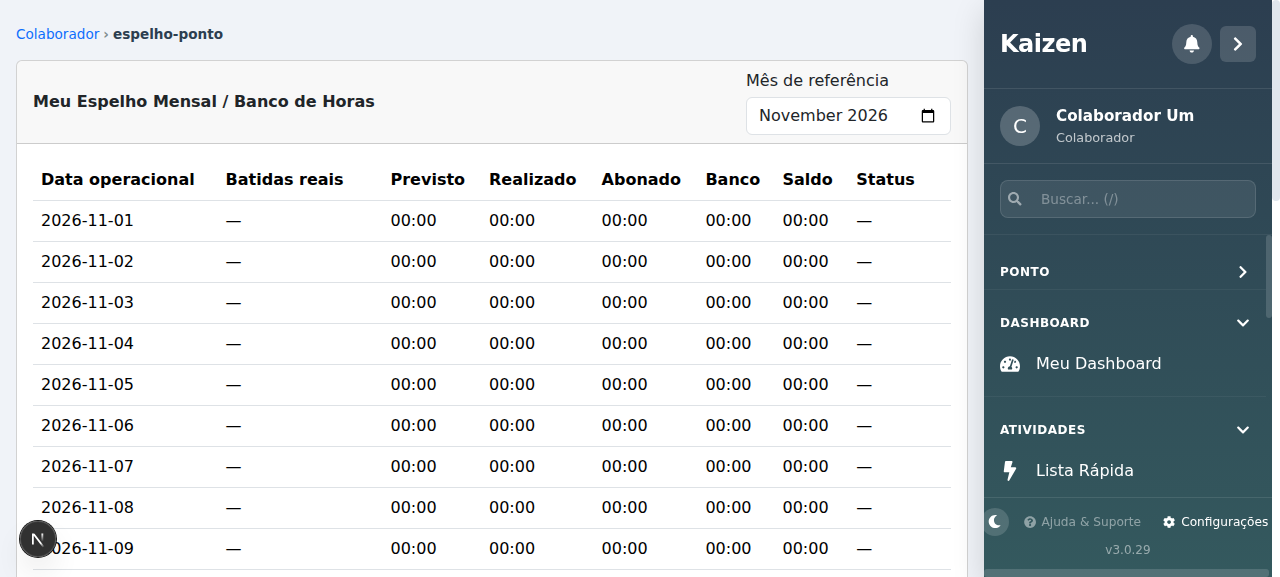 Colaborador › espelho-ponto
Meu Espelho Mensal / Banco de Horas
Mês de referência
November 2026
Data operacional Batidas reais Previsto Realizado Abonado Banco Saldo Status
2026-11-01 — 00:00 00:00 00:00 00:00 00:00 —
2026-11-02 — 00:00 00:00 00:00 00:00 00:00 —
2026-11-03 — 00:00 00:00 00:00 00:00 00:00 —
2026-11-04 — 00:00 00:00 00:00 00:00 00:00 —
2026-11-05 — 00:00 00:00 00:00 00:00 00:00 —
2026-11-06 — 00:00 00:00 00:00 00:00 00:00 —
2026-11-07 — 00:00 00:00 00:00 00:00 00:00 —
2026-11-08 — 00:00 00:00 00:00 00:00 00:00 —
26-11-09 — 00:00 00:00 00:00 00:00 00:00 —
N
Kaizen
C
Colaborador Um
Colaborador
Buscar... (/)
PONTO
DASHBOARD
Meu Dashboard
ATIVIDADES
Lista Rápida
Ajuda & Suporte
Configurações
v3.0.29